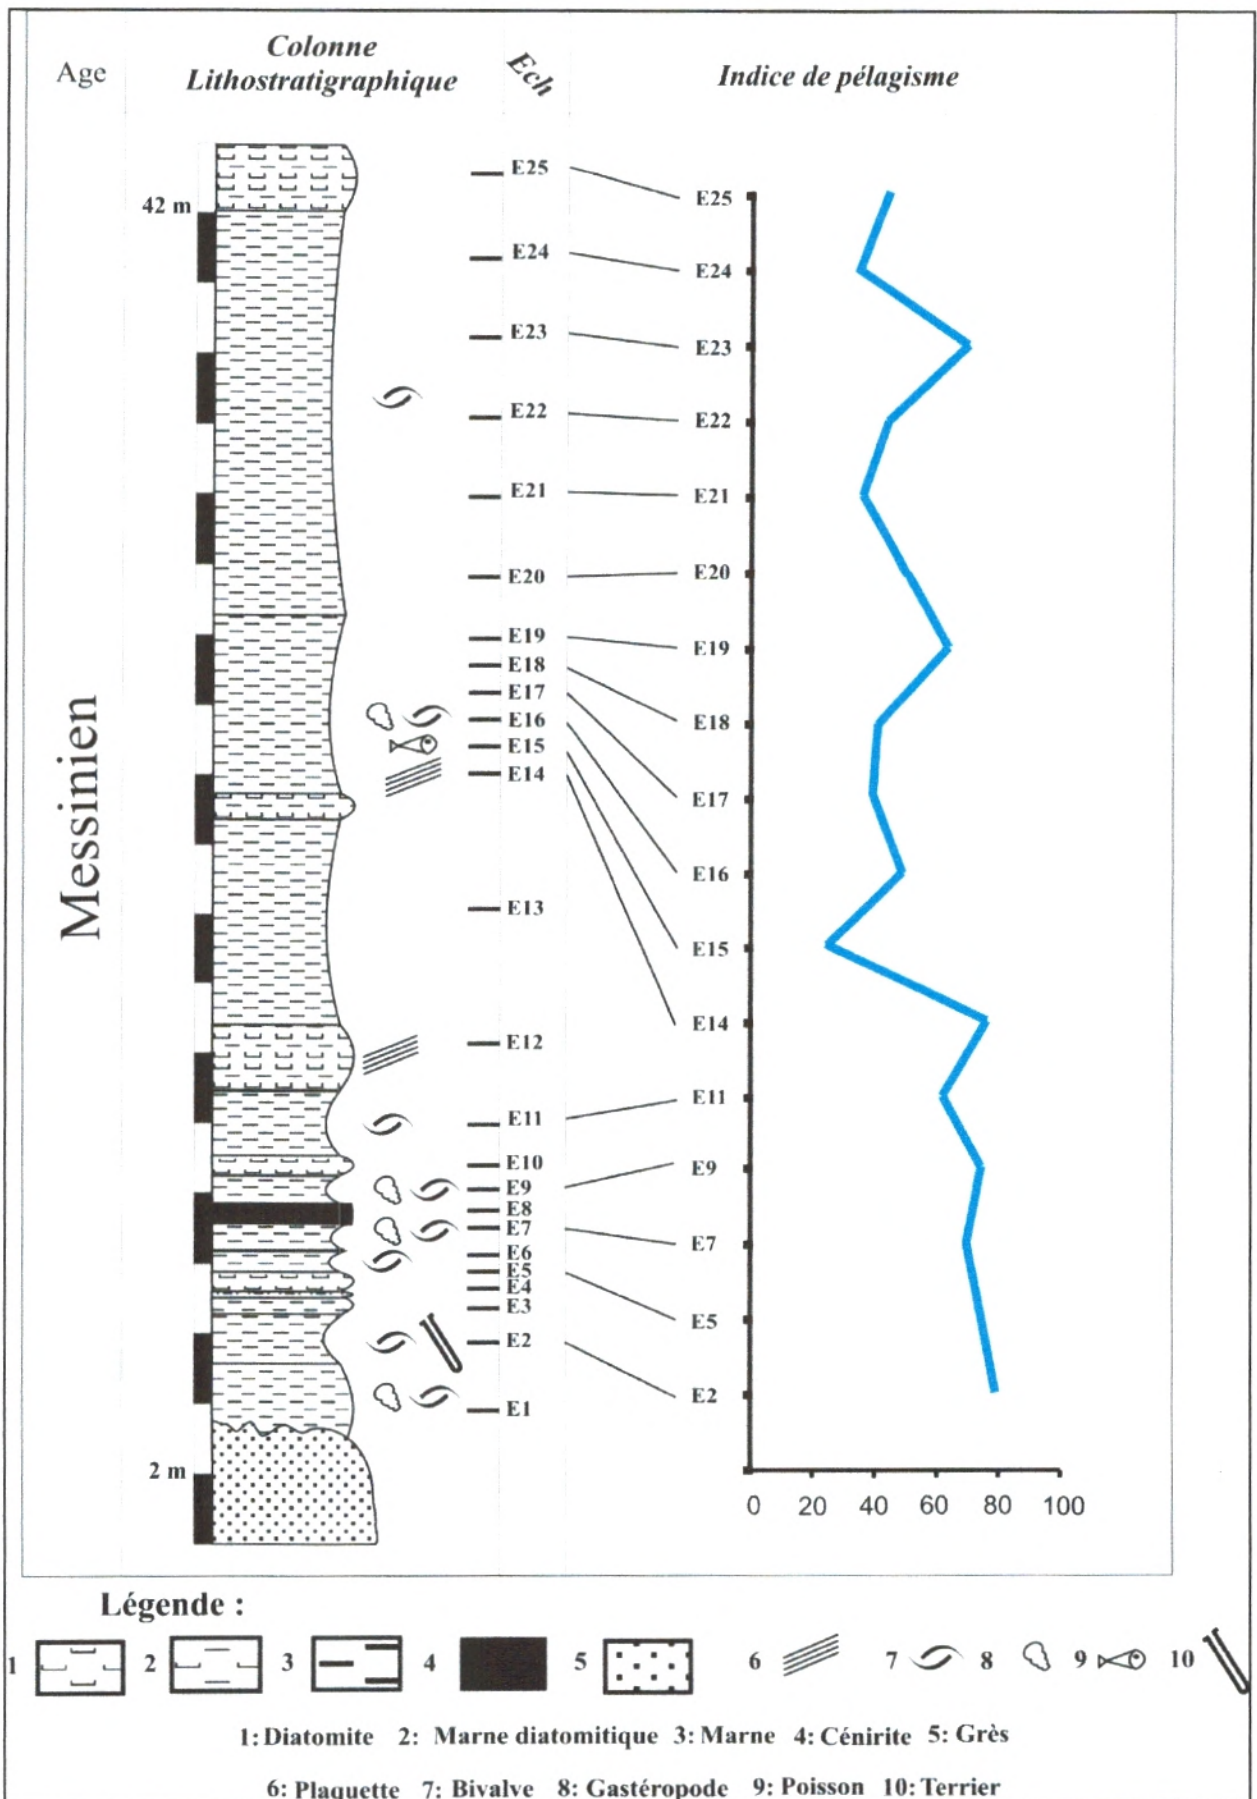 Age
Colonne
Lithostratigraphique
Ech
Indice de pélagisme
42 m
2 m
Messinien
E25
E24
E23
E22
E21
E20
E19
E18
E17
E16
E15
E14
E13
E12
E11
E10
E9
E8
E7
E6
E5
E4
E3
E2
E1
E25
E24
E23
E22
E21
E20
E19
E18
E17
E16
E15
E14
E11
E9
E7
E5
E2
0 20 40 60 80 100
Légende :
1 2 3 4 5 6 7 8 9 10
1: Diatomite 2: Marne diatomitique 3: Marne 4: Cénirite 5: Grès
6: Plaquette 7: Bivalve 8: Gastéropode 9: Poisson 10: Terrier